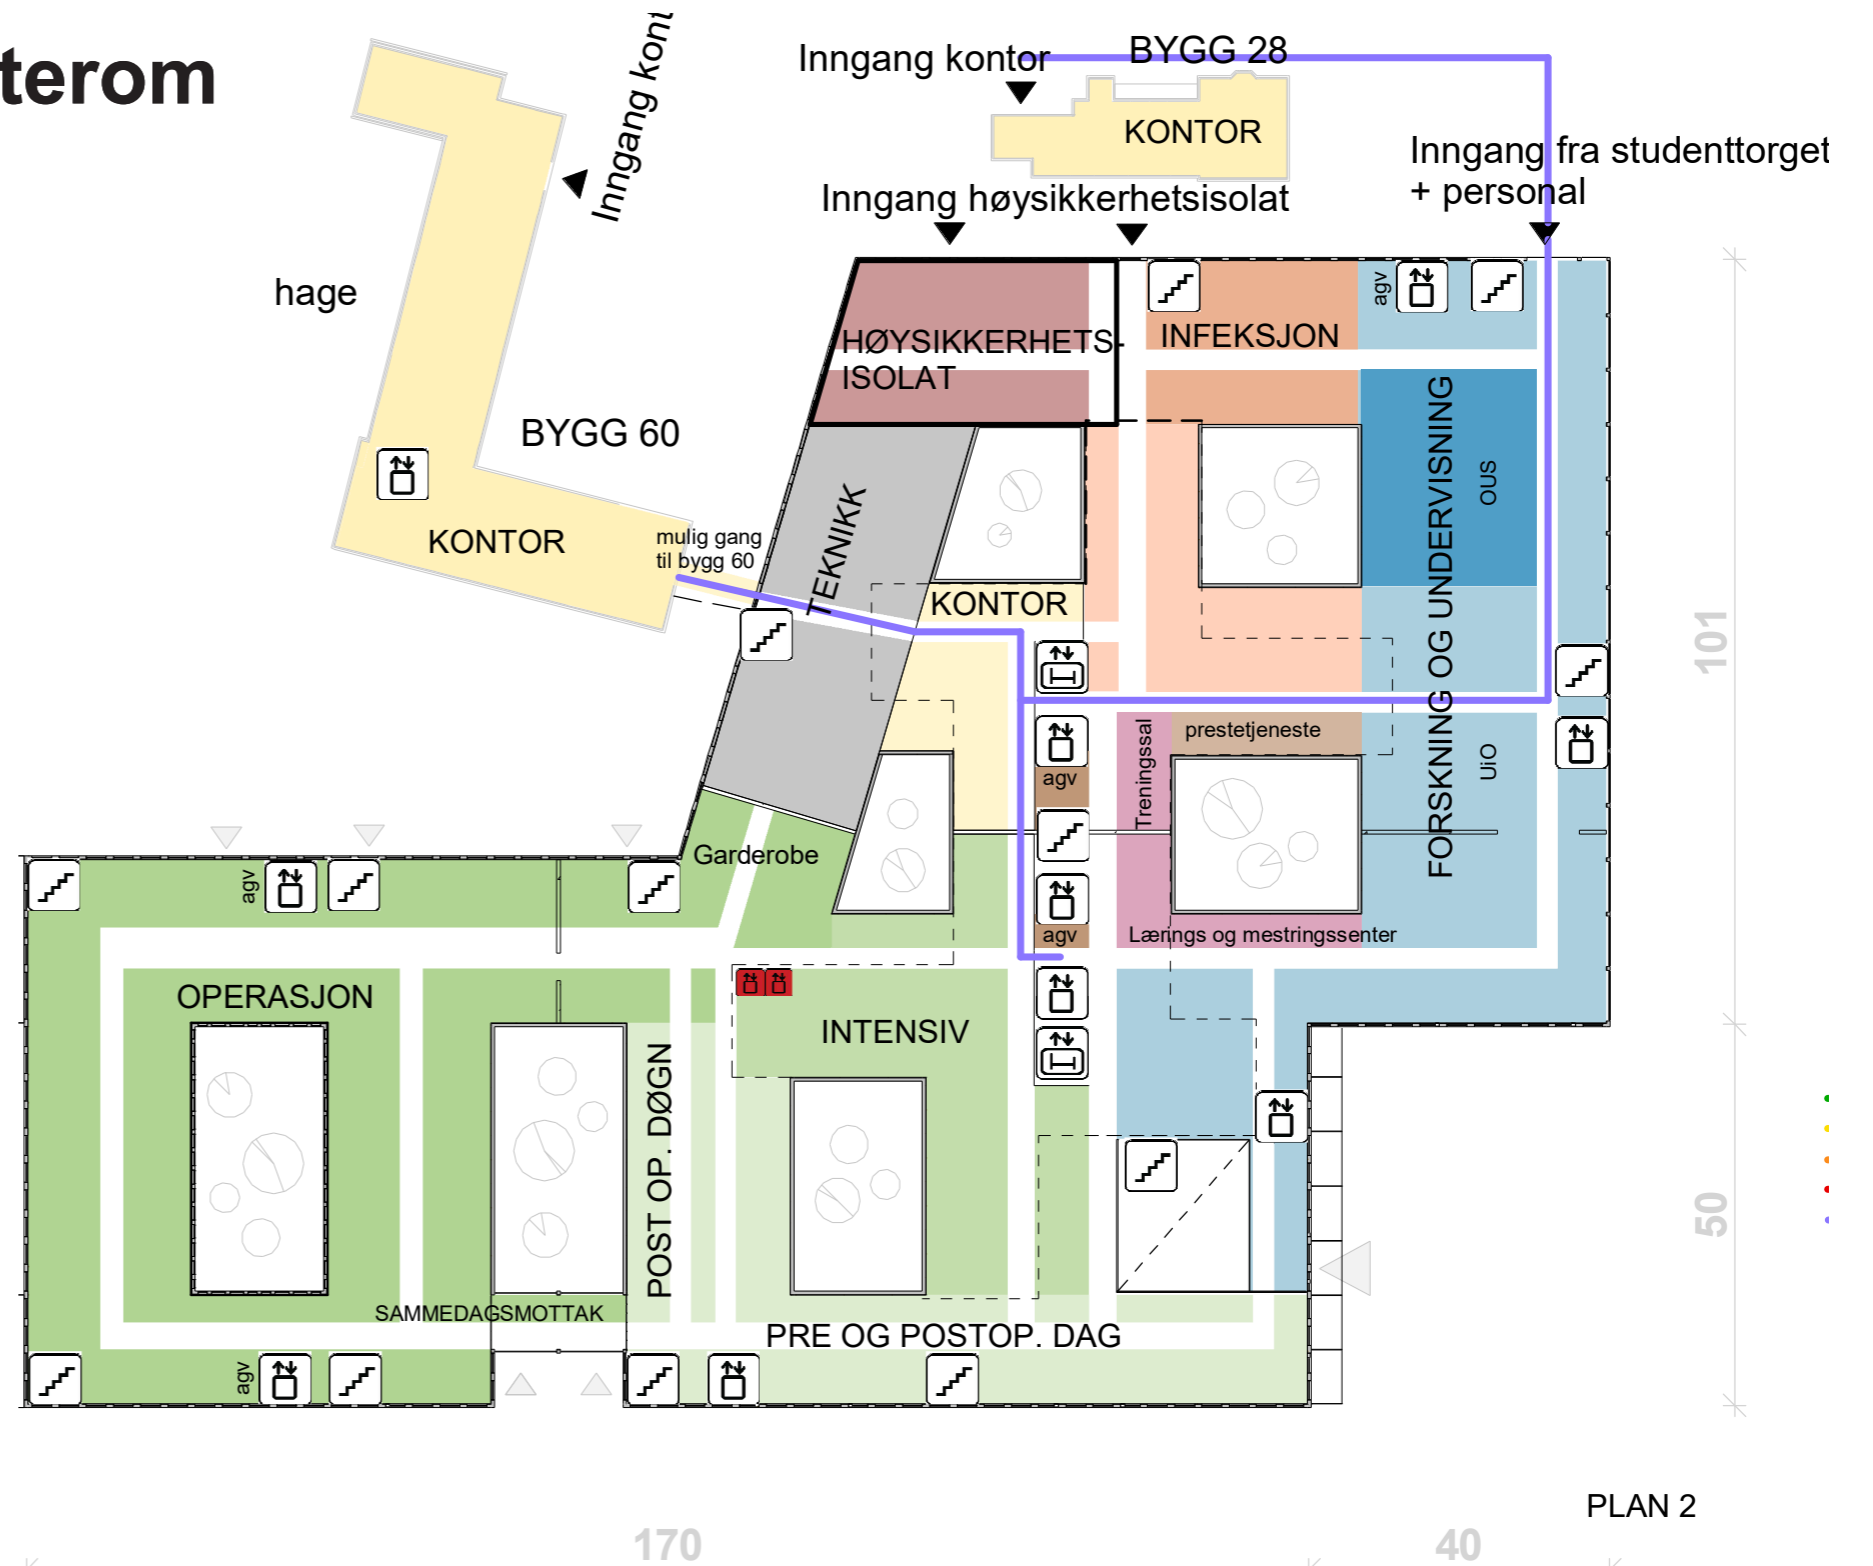 terom
Inngang kont
Inngang kontor
BYGG 28
KONTOR
Inngang fra studenttorget
+ personal
Inngang høysikkerhetsisolat
hage
agv
HØYSIKKERHETS-
ISOLAT
INFEKSJON
BYGG 60
KONTOR
mulig gang
til bygg 60
TEKNIKK
KONTOR
FORSKNING OG UNDERVISNING
OUS
101
prestetjeneste
Treningssal
UiO
agv
Garderobe
agv
agv
Lærings og mestringssenter
OPERASJON
INTENSIV
POST OP. DØGN
50
SAMMEDAGSMOTTAK
PRE OG POSTOP. DAG
agv
PLAN 2
170
40